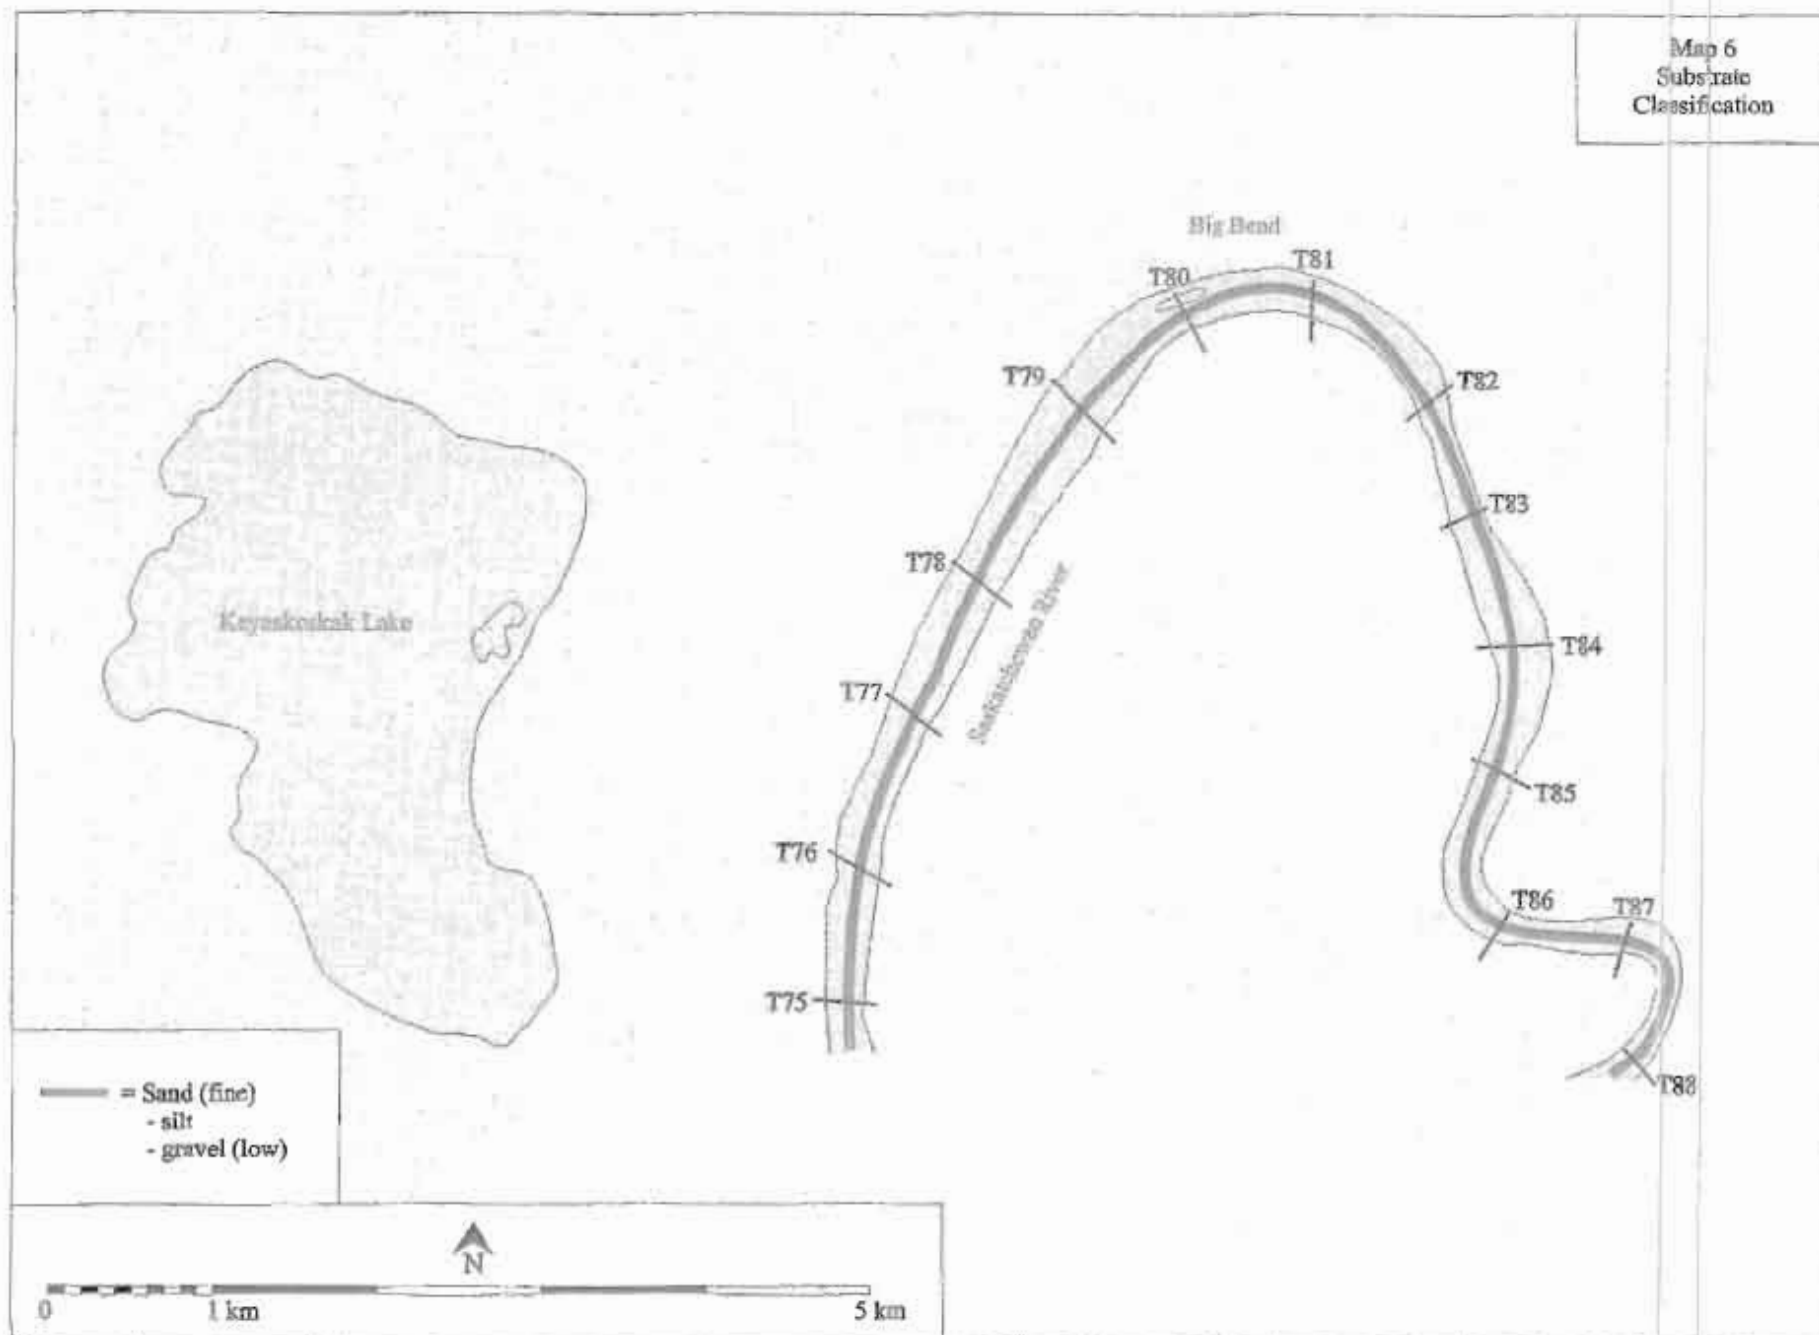 Map 6
Substrate
Classification
Big Bend
T80
T81
T79
T82
T83
T78
Saskatchewan River
Keyaskoskak Lake
T84
T77
T85
T76
T86
T87
T75
T88
= Sand (fine)
- silt
- gravel (low)
N
0
1 km
5 km